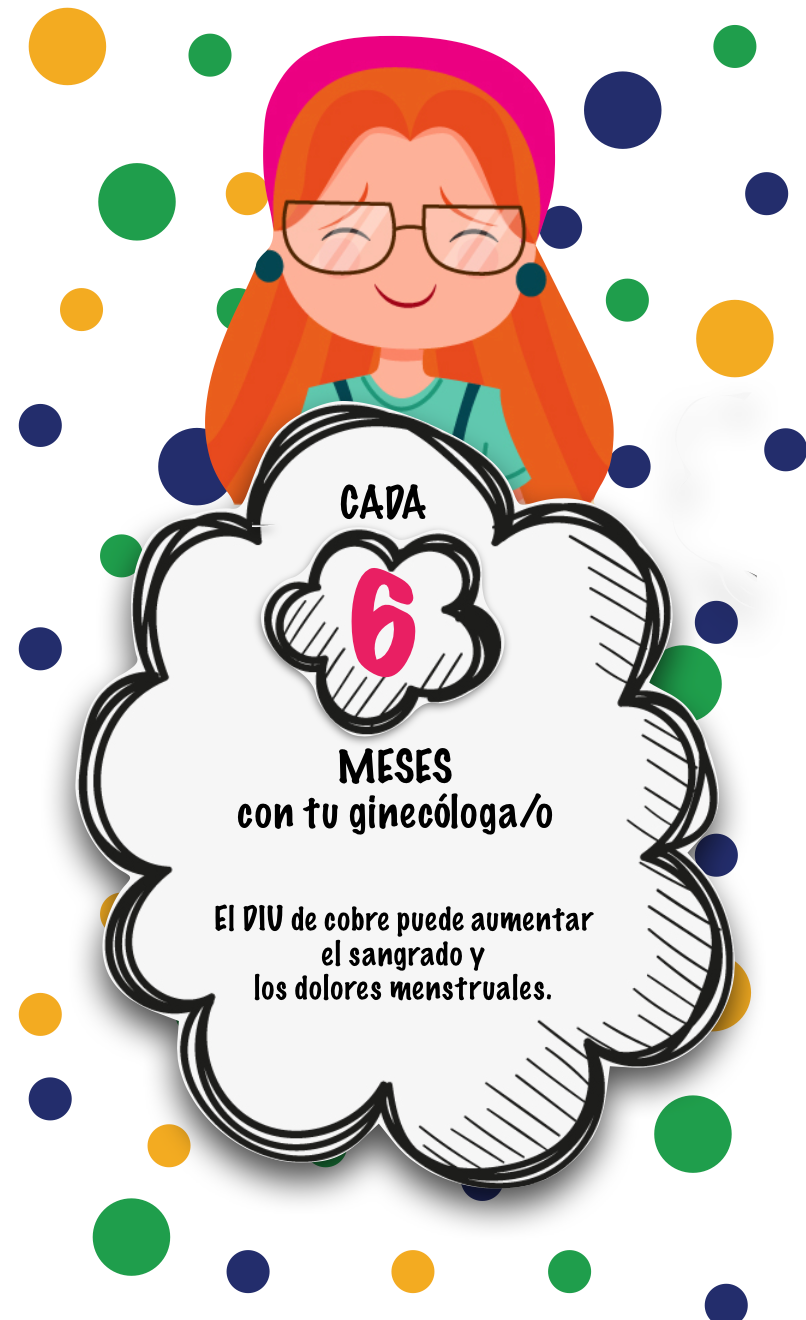 CADA
6
MESES
con tu ginecóloga/o
El DIU de cobre puede aumentar
el sangrado y
los dolores menstruales.